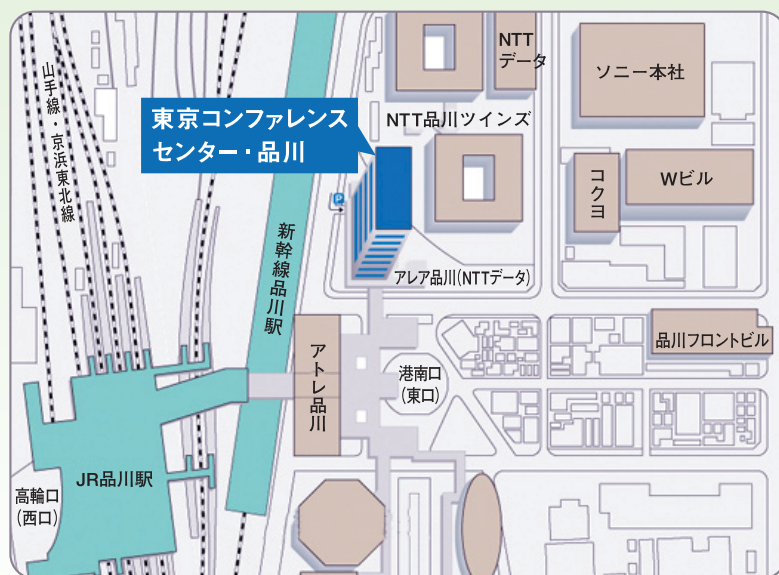 NTT
データ
ソニー本社
山手線・京浜東北線
東京コンファレンス
センター・品川
NTT品川ツインズ
P
コクヨ
Wビル
新幹線品川駅
アレア品川(NTTデータ)
アトレ品川
港南口
(東口)
品川フロントビル
JR品川駅
高輪口
(西口)